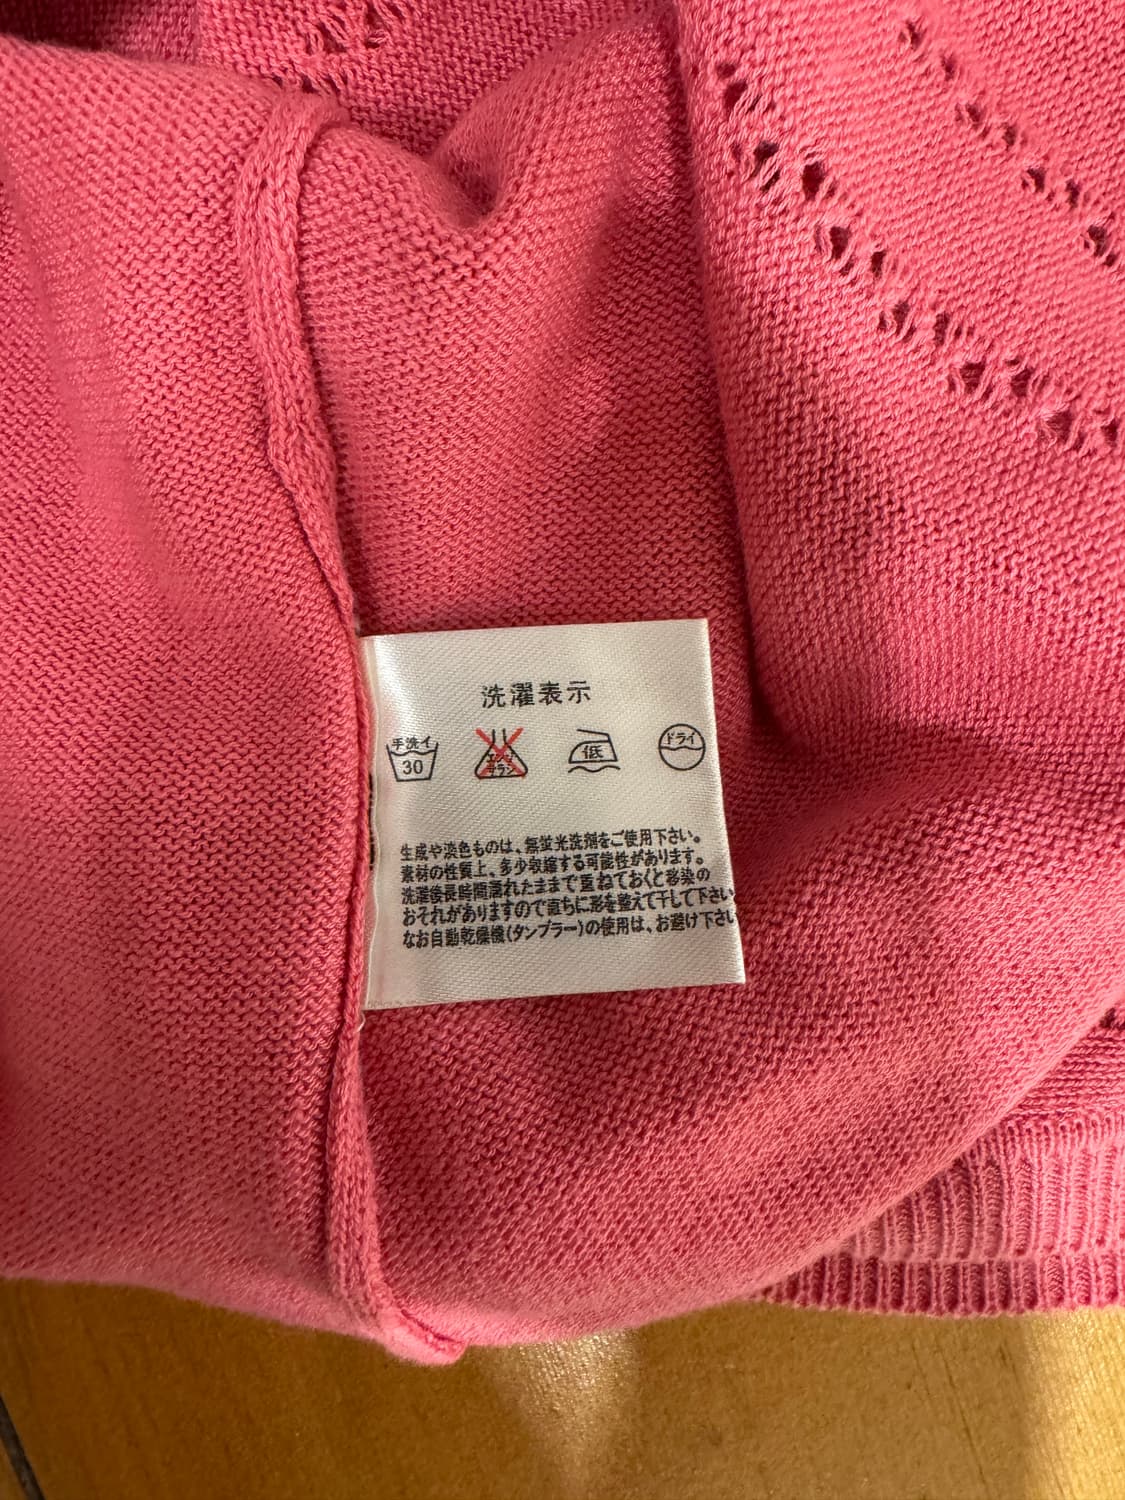 洗濯表示
手洗イ
30
エンソ
サラシ
低
ドライ
生成や淡色ものは、無蛍光洗剤をご使用下さい。
素材の性質上、多少収縮する可能性があります。
洗濯後長時間濡れたままで重ねておくと移染の
おそれがありますので直ちに形を整えて干して下さい
なお自動乾燥機(タンブラー)の使用は、お避け下さい